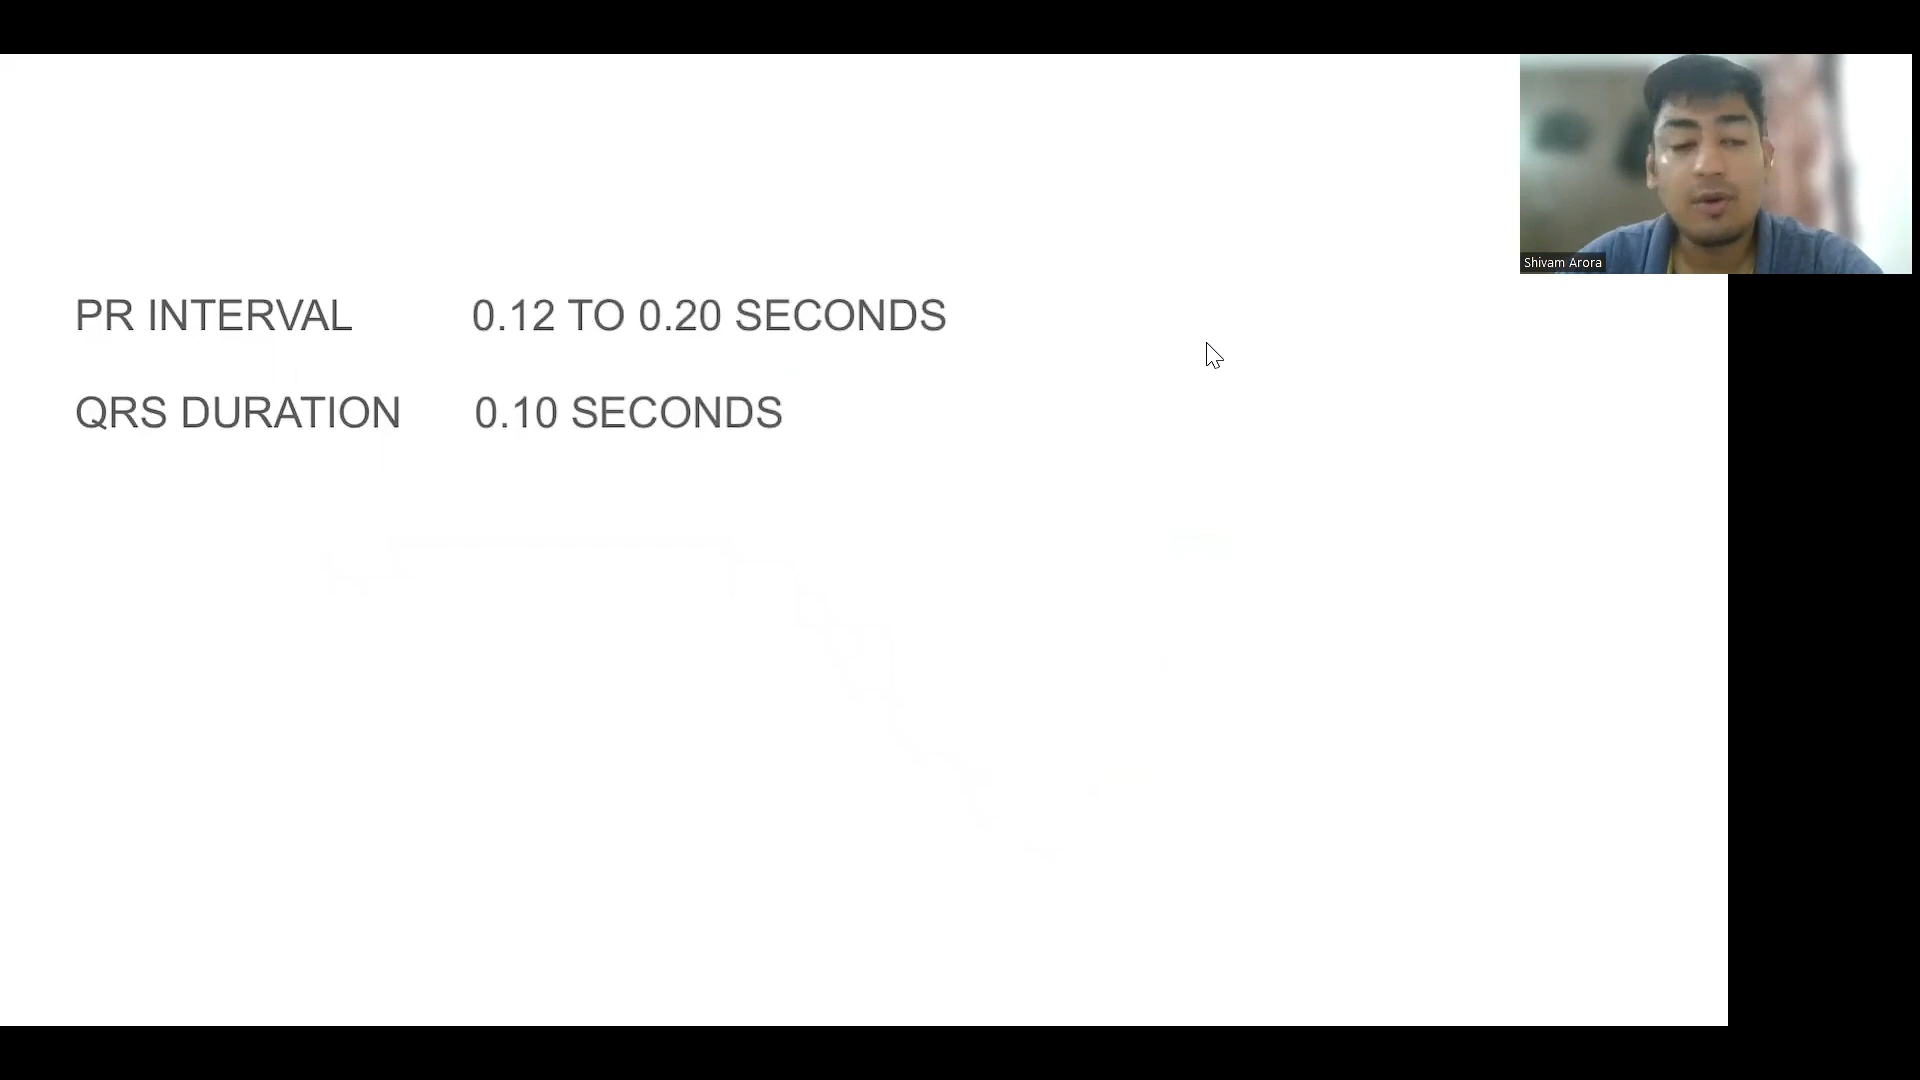 Shivam Arora
PR INTERVAL 0.12 TO 0.20 SECONDS
QRS DURATION 0.10 SECONDS